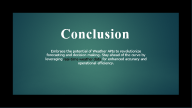 Conclusion
Embrace the potential of Weather APIs to revolutionize
forecasting and decision-making. Stay ahead of the curve by
leveraging for enhanced accuracy and
operational efficiency.